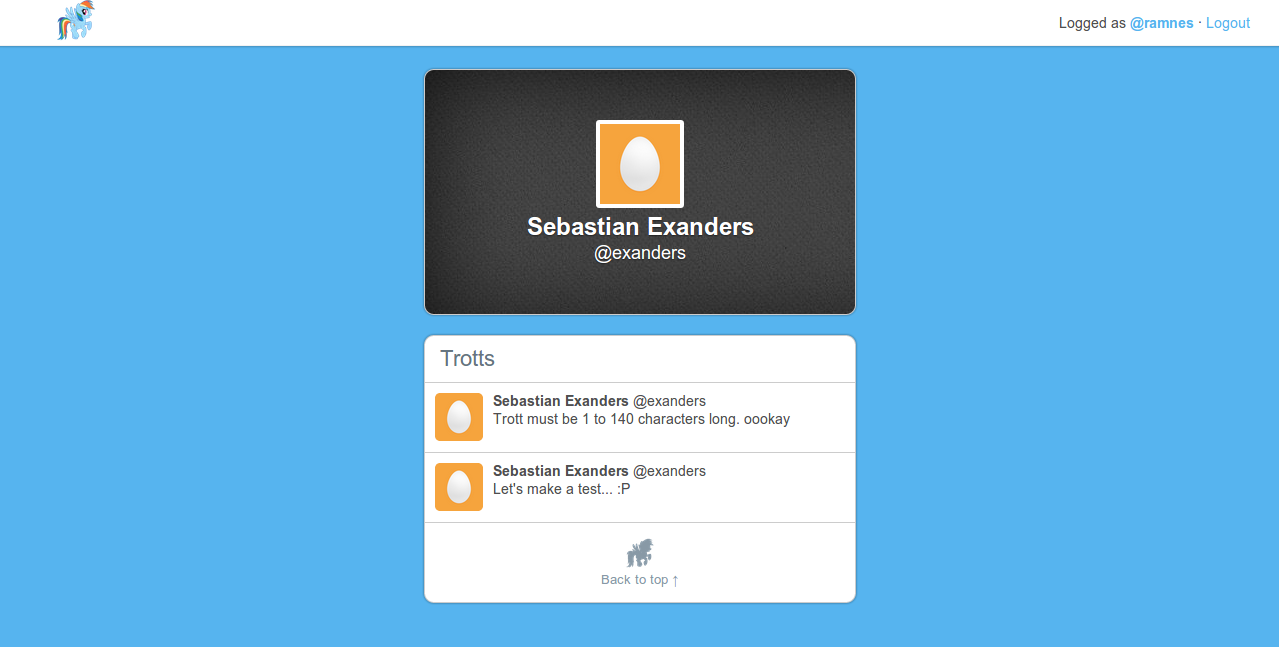 Logged as @ramnes · Logout
Sebastian Exanders
@exanders
Trotts
Sebastian Exanders @exanders
Trott must be 1 to 140 characters long. oookay
Sebastian Exanders @exanders
Let's make a test... :P
Back to top ↑